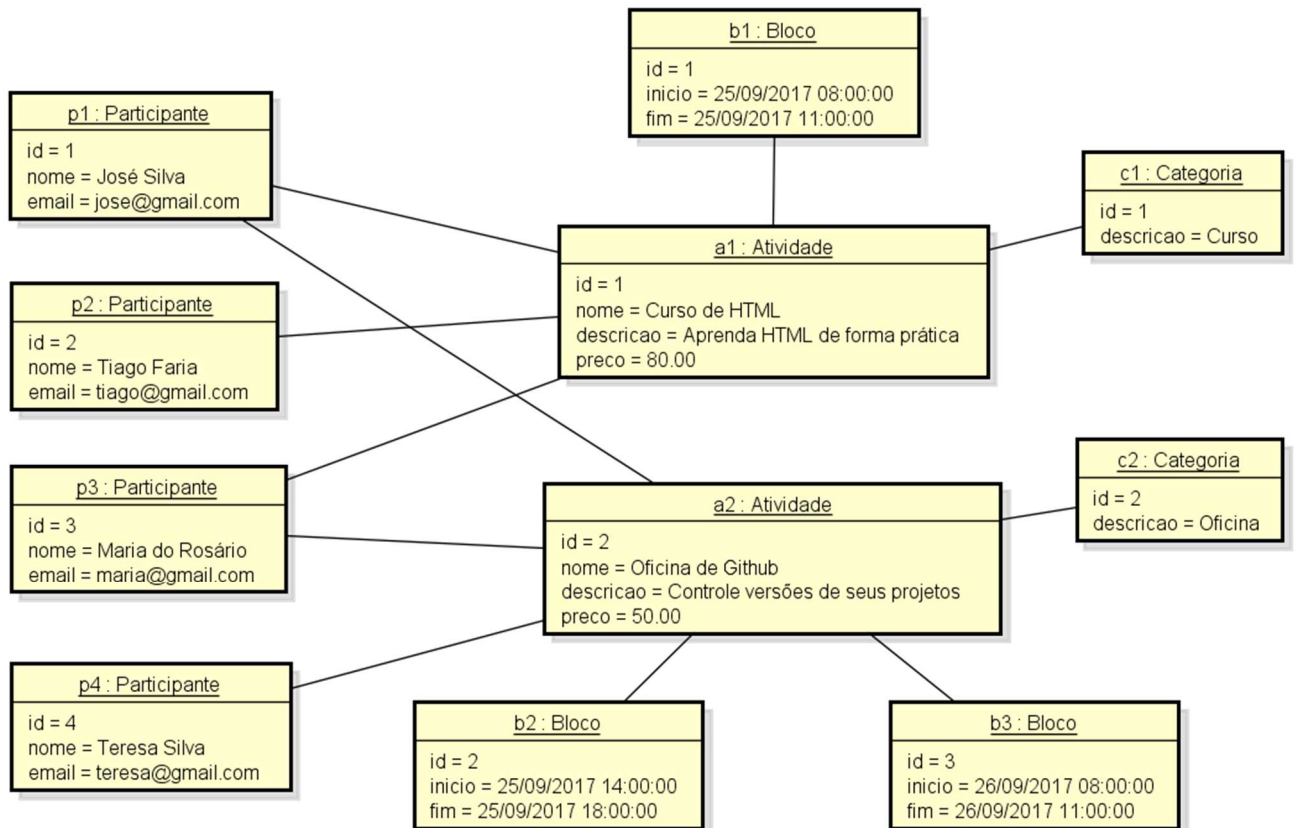 b1 : Bloco
id = 1
inicio = 25/09/2017 08:00:00
fim = 25/09/2017 11:00:00
p1 : Participante
id = 1
nome = José Silva
email = jose@gmail.com
c1 : Categoria
id = 1
descricao = Curso
a1 : Atividade
id = 1
nome = Curso de HTML
descricao = Aprenda HTML de forma prática
preco = 80.00
p2 : Participante
id = 2
nome = Tiago Faria
email = tiago@gmail.com
p3 : Participante
id = 3
nome = Maria do Rosário
email = maria@gmail.com
c2 : Categoria
id = 2
descricao = Oficina
a2 : Atividade
id = 2
nome = Oficina de Github
descricao = Controle versões de seus projetos
preco = 50.00
p4 : Participante
id = 4
nome = Teresa Silva
email = teresa@gmail.com
b2 : Bloco
id = 2
inicio = 25/09/2017 14:00:00
fim = 25/09/2017 18:00:00
b3 : Bloco
id = 3
inicio = 26/09/2017 08:00:00
fim = 26/09/2017 11:00:00